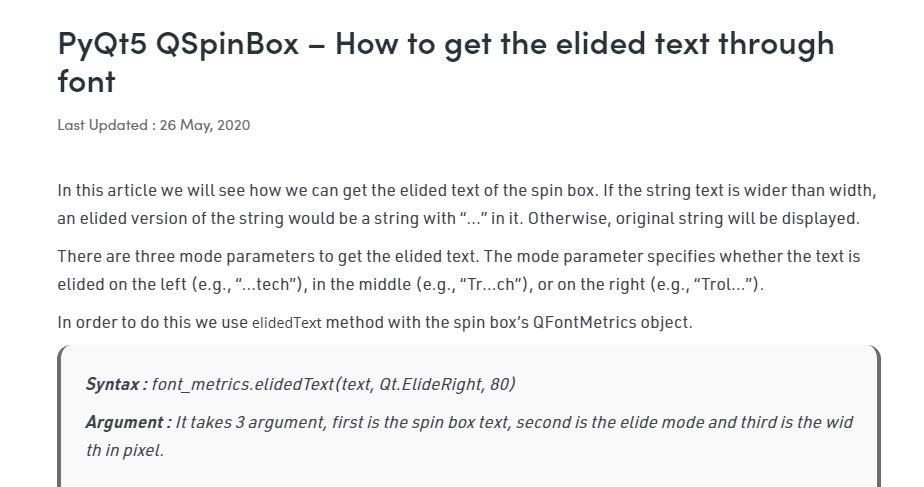 PyQt5 QSpinBox – How to get the elided text through
font
Last Updated : 26 May, 2020
In this article we will see how we can get the elided text of the spin box. If the string text is wider than width,
an elided version of the string would be a string with “…” in it. Otherwise, original string will be displayed.
There are three mode parameters to get the elided text. The mode parameter specifies whether the text is
elided on the left (e.g., “…tech”), in the middle (e.g., “Tr…ch”), or on the right (e.g., “Trol…”).
In order to do this we use elidedText method with the spin box’s QFontMetrics object.
Syntax : font_metrics.elidedText(text, Qt.ElideRight, 80)
Argument : It takes 3 argument, first is the spin box text, second is the elide mode and third is the wid
th in pixel.